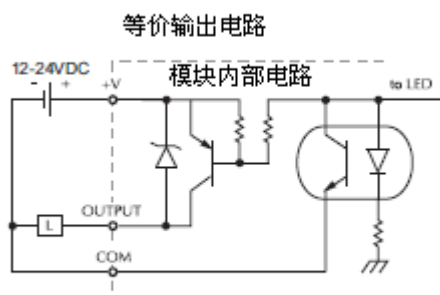 等价输出电路
12-24VDC
- +
+V
模块内部电路
to LED
OUTPUT
L
COM